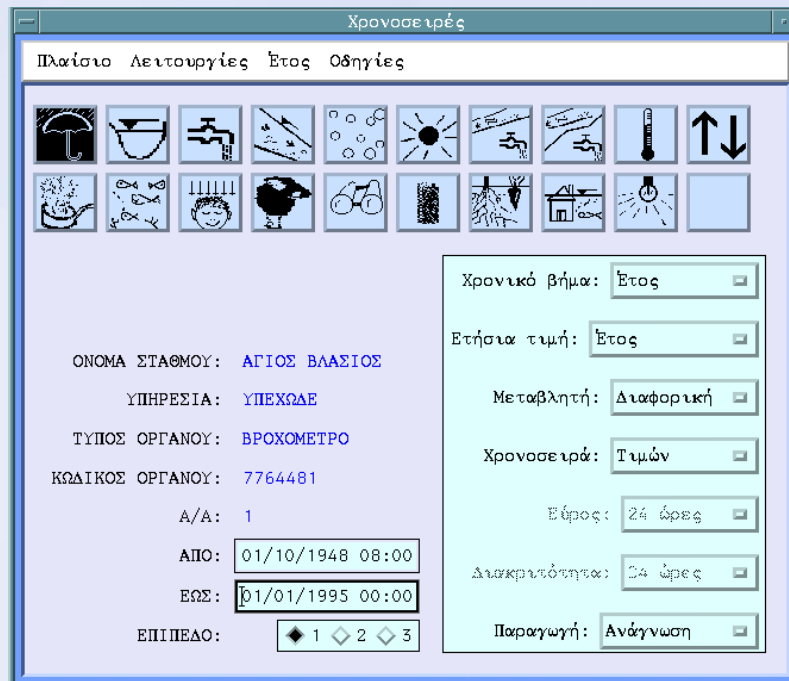 Χρονοσειρές
Πλαίσιο Λειτουργίες Έτος Οδηγίες
ΟΝΟΜΑ ΣΤΑΘΜΟΥ: ΑΓΙΟΣ ΒΛΑΣΙΟΣ
ΥΠΗΡΕΣΙΑ: ΥΠΕΧΩΔΕ
ΤΥΠΟΣ ΟΡΓΑΝΟΥ: ΒΡΟΧΟΜΕΤΡΟ
ΚΩΔΙΚΟΣ ΟΡΓΑΝΟΥ: 7764481
Α/Α: 1
ΑΠΟ: 01/10/1948 08:00
ΕΩΣ: 01/01/1995 00:00
ΕΠΙΠΕΔΟ: 1 2 3
Χρονικό βήμα: Έτος
Ετήσια τιμή: Έτος
Μεταβλητή: Διαφορική
Χρονοσειρά: Τιμών
Εύρος: 24 ώρες
Διακριτότητα: 24 ώρες
Παραγωγή: Ανάγνωση